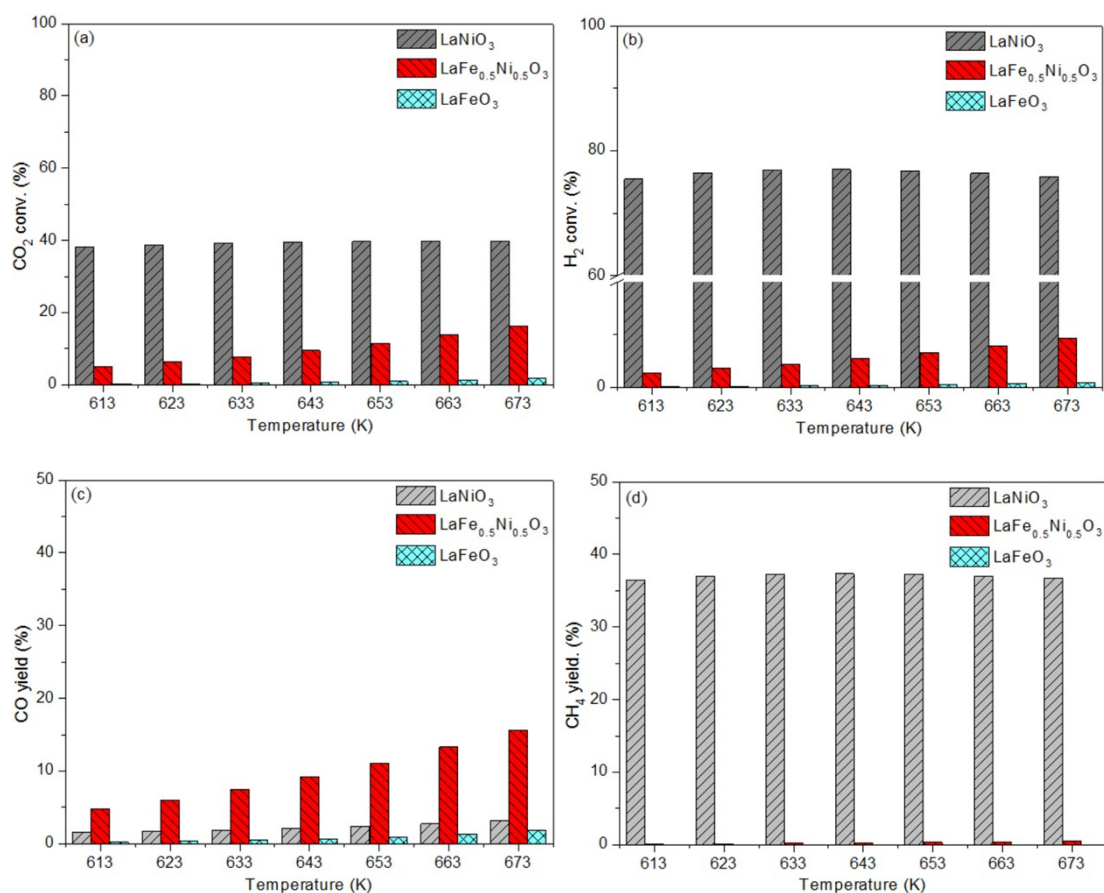 (a)
LaNiO3
LaFe0.5Ni0.5O3
LaFeO3
CO2 conv. (%)
100
80
60
40
20
0
613 623 633 643 653 663 673
Temperature (K)
(b)
LaNiO3
LaFe0.5Ni0.5O3
LaFeO3
H2 conv. (%)
100
80
60
0
613 623 633 643 653 663 673
Temperature (K)
(c)
LaNiO3
LaFe0.5Ni0.5O3
LaFeO3
CO yield (%)
50
40
30
20
10
0
613 623 633 643 653 663 673
Temperature (K)
(d)
LaNiO3
LaFe0.5Ni0.5O3
LaFeO3
CH4 yield. (%)
50
40
30
20
10
0
613 623 633 643 653 663 673
Temperature (K)